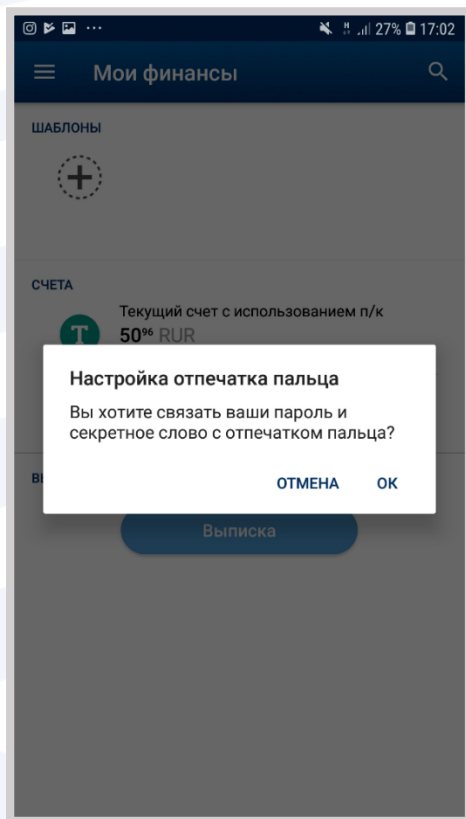 27% 17:02
Мои финансы
ШАБЛОНЫ
СЧЕТА
Текущий счет с использованием п/к
T 50⁹⁶ RUR
Настройка отпечатка пальца
Вы хотите связать ваши пароль и
секретное слово с отпечатком пальца?
ОТМЕНА ОК
Выписка